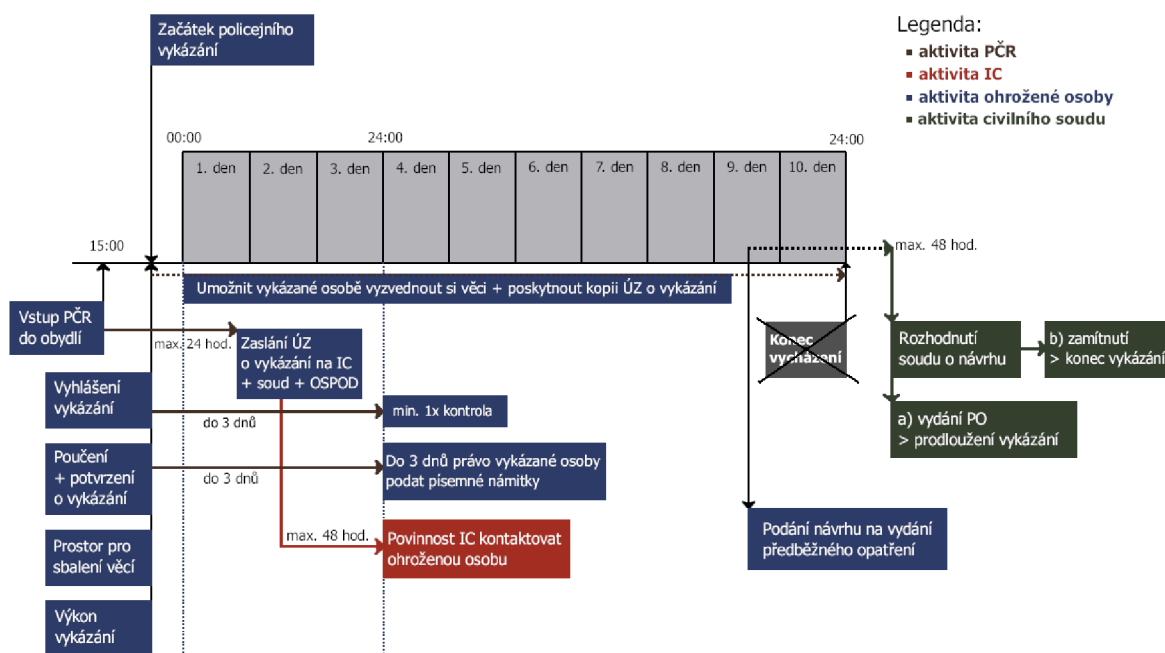 Začátek policejního
vykázání
Legenda:
▪ aktivita PČR
▪ aktivita IC
▪ aktivita ohrožené osoby
▪ aktivita civilního soudu
00:00
24:00
24:00
1. den
2. den
3. den
4. den
5. den
6. den
7. den
8. den
9. den
10. den
15:00
max. 48 hod.
Umožnit vykázané osobě vyzvednout si věci + poskytnout kopii ÚZ o vykázání
Vstup PČR
do obydlí
max. 24 hod.
Zaslání ÚZ
o vykázání na IC
+ soud + OSPOD
Konec
vycházení
Rozhodnutí
soudu o návrhu
b) zamítnutí
> konec vykázání
Vyhlášení
vykázání
do 3 dnů
min. 1x kontrola
a) vydání PO
> prodloužení vykázání
Poučení
+ potvrzení
o vykázání
do 3 dnů
Do 3 dnů právo vykázané osoby
podat písemné námitky
Prostor pro
sbalení věcí
max. 48 hod.
Povinnost IC kontaktovat
ohroženou osobu
Podání návrhu na vydání
předběžného opatření
Výkon
vykázání